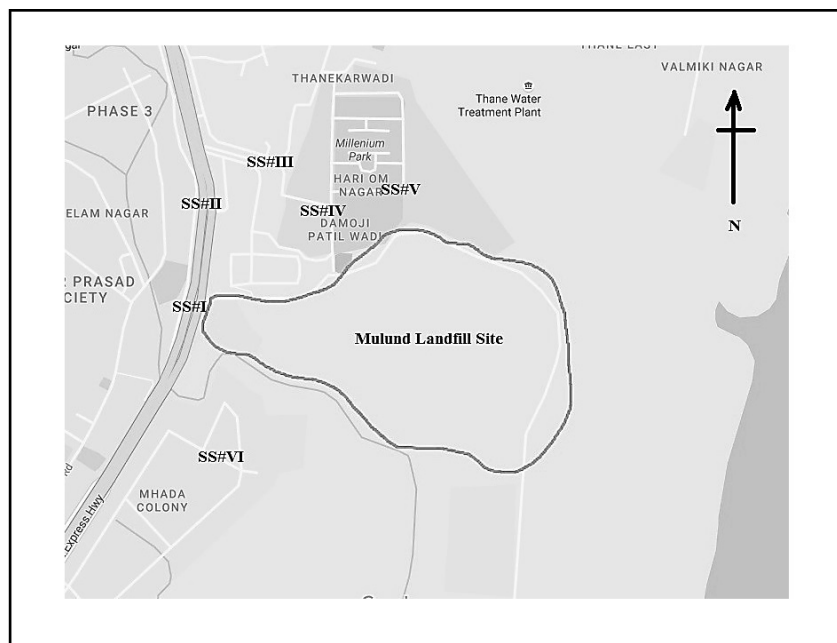 THANEKARWADI
VALMIKI NAGAR
PHASE 3
Thane Water
Treatment Plant
Millenium
Park
SS#III
HARI OM
NAGAR
SS#V
SS#II
SS#IV
ELAM NAGAR
DAMOJI
PATIL WADI
N
R PRASAD
CIETY
SS#I
Mulund Landfill Site
SS#VI
MHADA
COLONY
Rd
Express Hwy